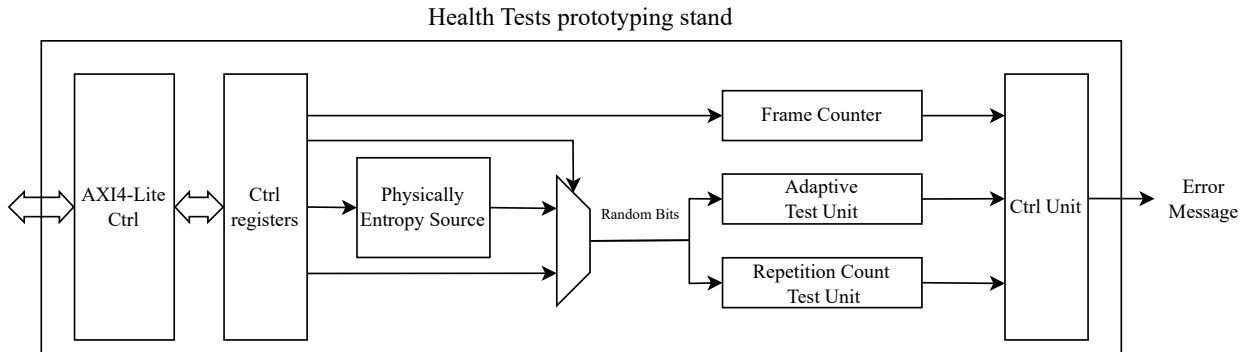 Health Tests prototyping stand
AXI4-Lite
Ctrl
Ctrl
registers
Physically
Entropy Source
Random Bits
Frame Counter
Adaptive
Test Unit
Repetition Count
Test Unit
Ctrl Unit
Error
Message